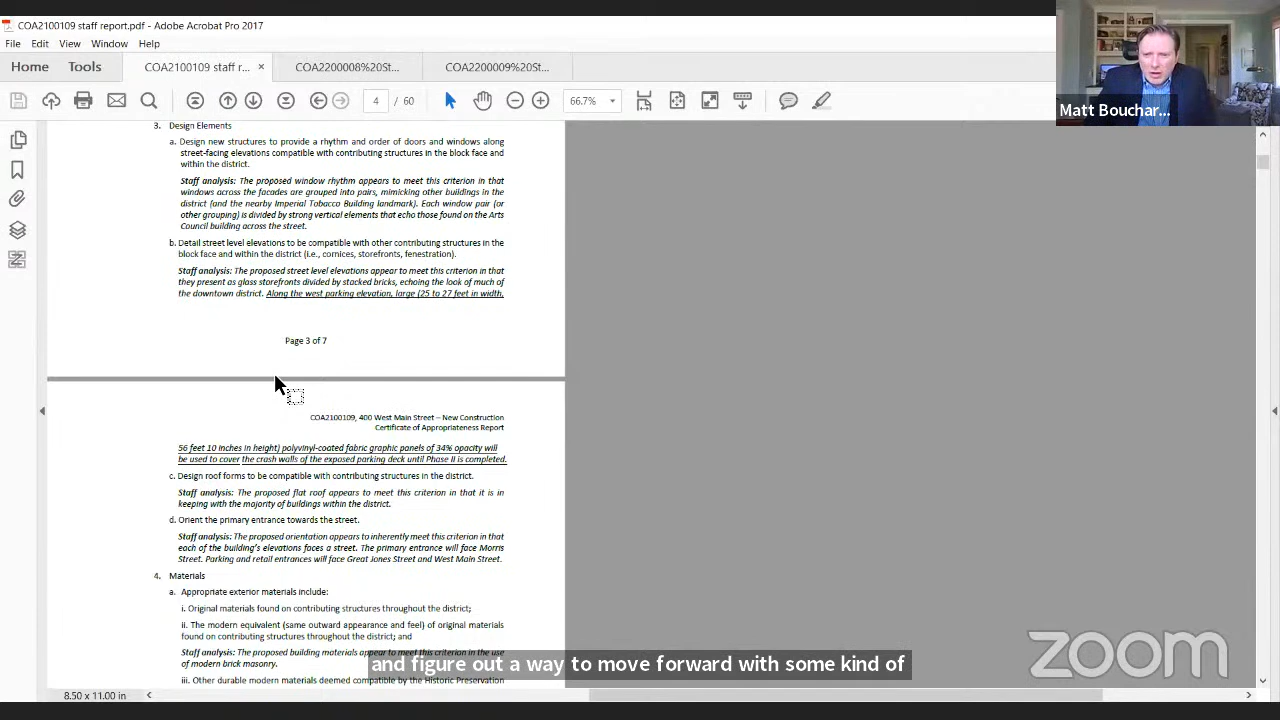 COA2100109 staff report.pdf - Adobe Acrobat Pro 2017
File Edit View Window Help
Home Tools COA2100109 staff r... × COA2200008%20St... COA2200009%20St...
4 / 60 66.7%
Matt Bouchar...
3. Design Elements
a. Design new structures to provide a rhythm and order of doors and windows along
street-facing elevations compatible with contributing structures in the block face and
within the district.
Staff analysis: The proposed window rhythm appears to meet this criterion in that
windows across the facades are grouped into pairs, mimicking other buildings in the
district (and the nearby Imperial Tobacco Building landmark). Each window pair (or
other grouping) is divided by strong vertical elements that echo those found on the Arts
Council building across the street.
b. Detail street level elevations to be compatible with other contributing structures in the
block face and within the district (i.e., cornices, storefronts, fenestration).
Staff analysis: The proposed street level elevations appear to meet this criterion in that
they present as glass storefronts divided by stacked bricks, echoing the look of much of
the downtown district. Along the west parking elevation, large (25 to 27 feet in width,
Page 3 of 7
COA2100109, 400 West Main Street – New Construction
Certificate of Appropriateness Report
56 feet 10 inches in height) polyvinyl-coated fabric graphic panels of 34% opacity will
be used to cover the crash walls of the exposed parking deck until Phase II is completed.
c. Design roof forms to be compatible with contributing structures in the district.
Staff analysis: The proposed flat roof appears to meet this criterion in that it is in
keeping with the majority of buildings within the district.
d. Orient the primary entrance towards the street.
Staff analysis: The proposed orientation appears to inherently meet this criterion in that
each of the building's elevations faces a street. The primary entrance will face Morris
Street. Parking and retail entrances will face Great Jones Street and West Main Street.
4. Materials
a. Appropriate exterior materials include:
i. Original materials found on contributing structures throughout the district;
ii. The modern equivalent (same outward appearance and feel) of original materials
found on contributing structures throughout the district; and
Staff analysis: The proposed building materials appear to meet this criterion in the use
of modern brick masonry.
and figure out a way to move forward with some kind of
iii. Other durable modern materials deemed compatible by the Historic Preservation
8.50 x 11.00 in
zoom